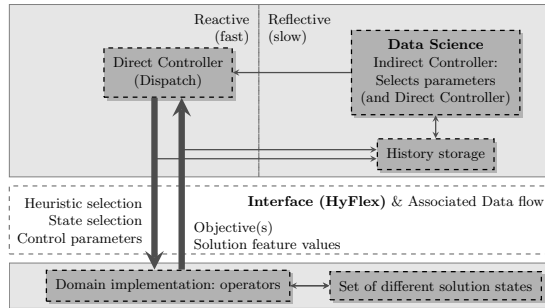 Reactive
(fast)
Reflective
(slow)
Direct Controller
(Dispatch)
Data Science
Indirect Controller:
Selects parameters
(and Direct Controller)
History storage
Heuristic selection
State selection
Control parameters
Interface (HyFlex) & Associated Data flow
Objective(s)
Solution feature values
Domain implementation: operators
Set of different solution states